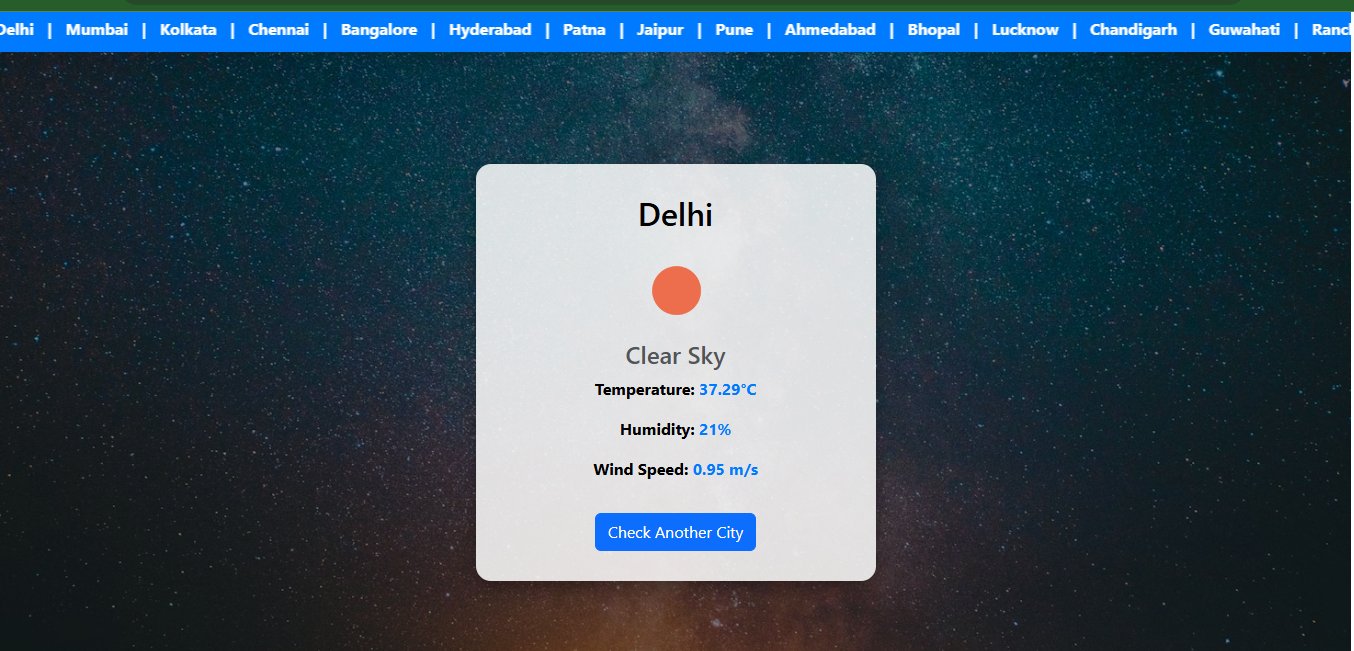 Delhi | Mumbai | Kolkata | Chennai | Bangalore | Hyderabad | Patna | Jaipur | Pune | Ahmedabad | Bhopal | Lucknow | Chandigarh | Guwahati | Ranc
Delhi
Clear Sky
Temperature: 37.29°C
Humidity: 21%
Wind Speed: 0.95 m/s
Check Another City